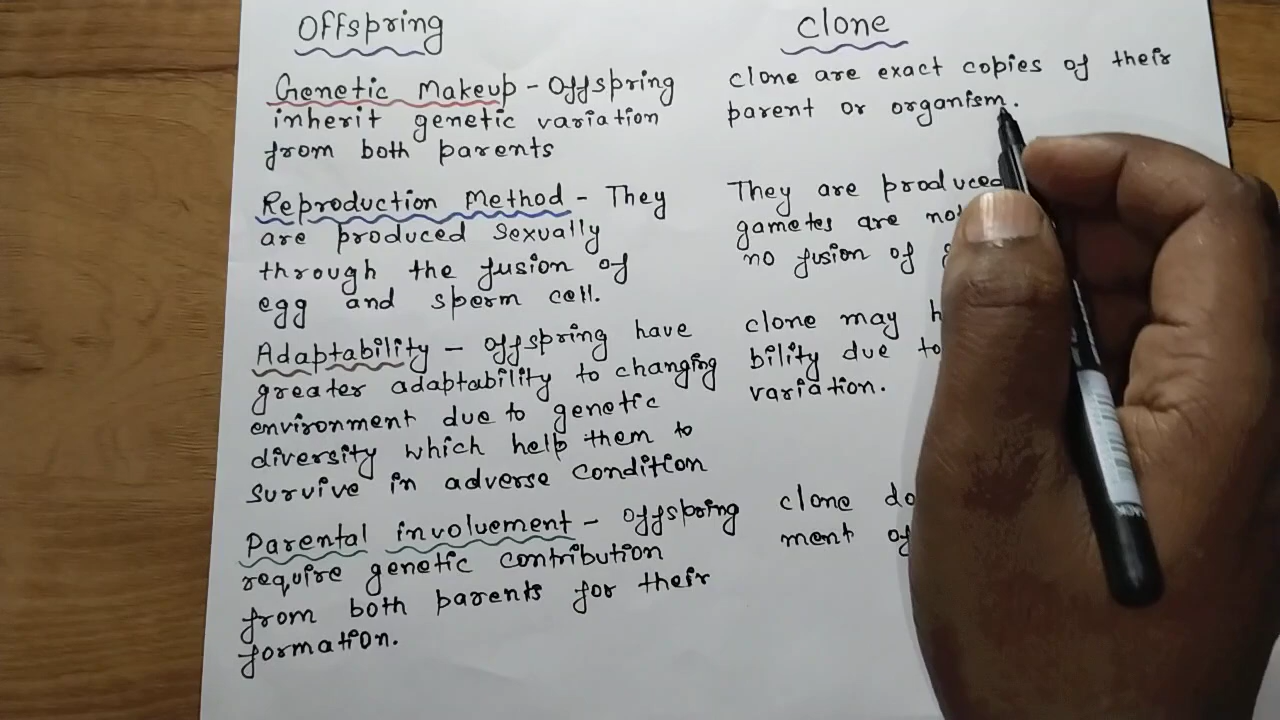 Offspring
Genetic Makeup - Offspring
inherit genetic variation
from both parents
Reproduction Method - They
are produced sexually
through the fusion of
egg and sperm cell.
Adaptability - offspring have
greater adaptability to changing
environment due to genetic
diversity which help them to
survive in adverse condition
Parental involvement - offspring
require genetic contribution
from both parents for their
formation.
Clone
clone are exact copies of their
parent or organism.
They are produced
gametes are
no fusion of
clone may
bility due to
variation.
clone
ment of